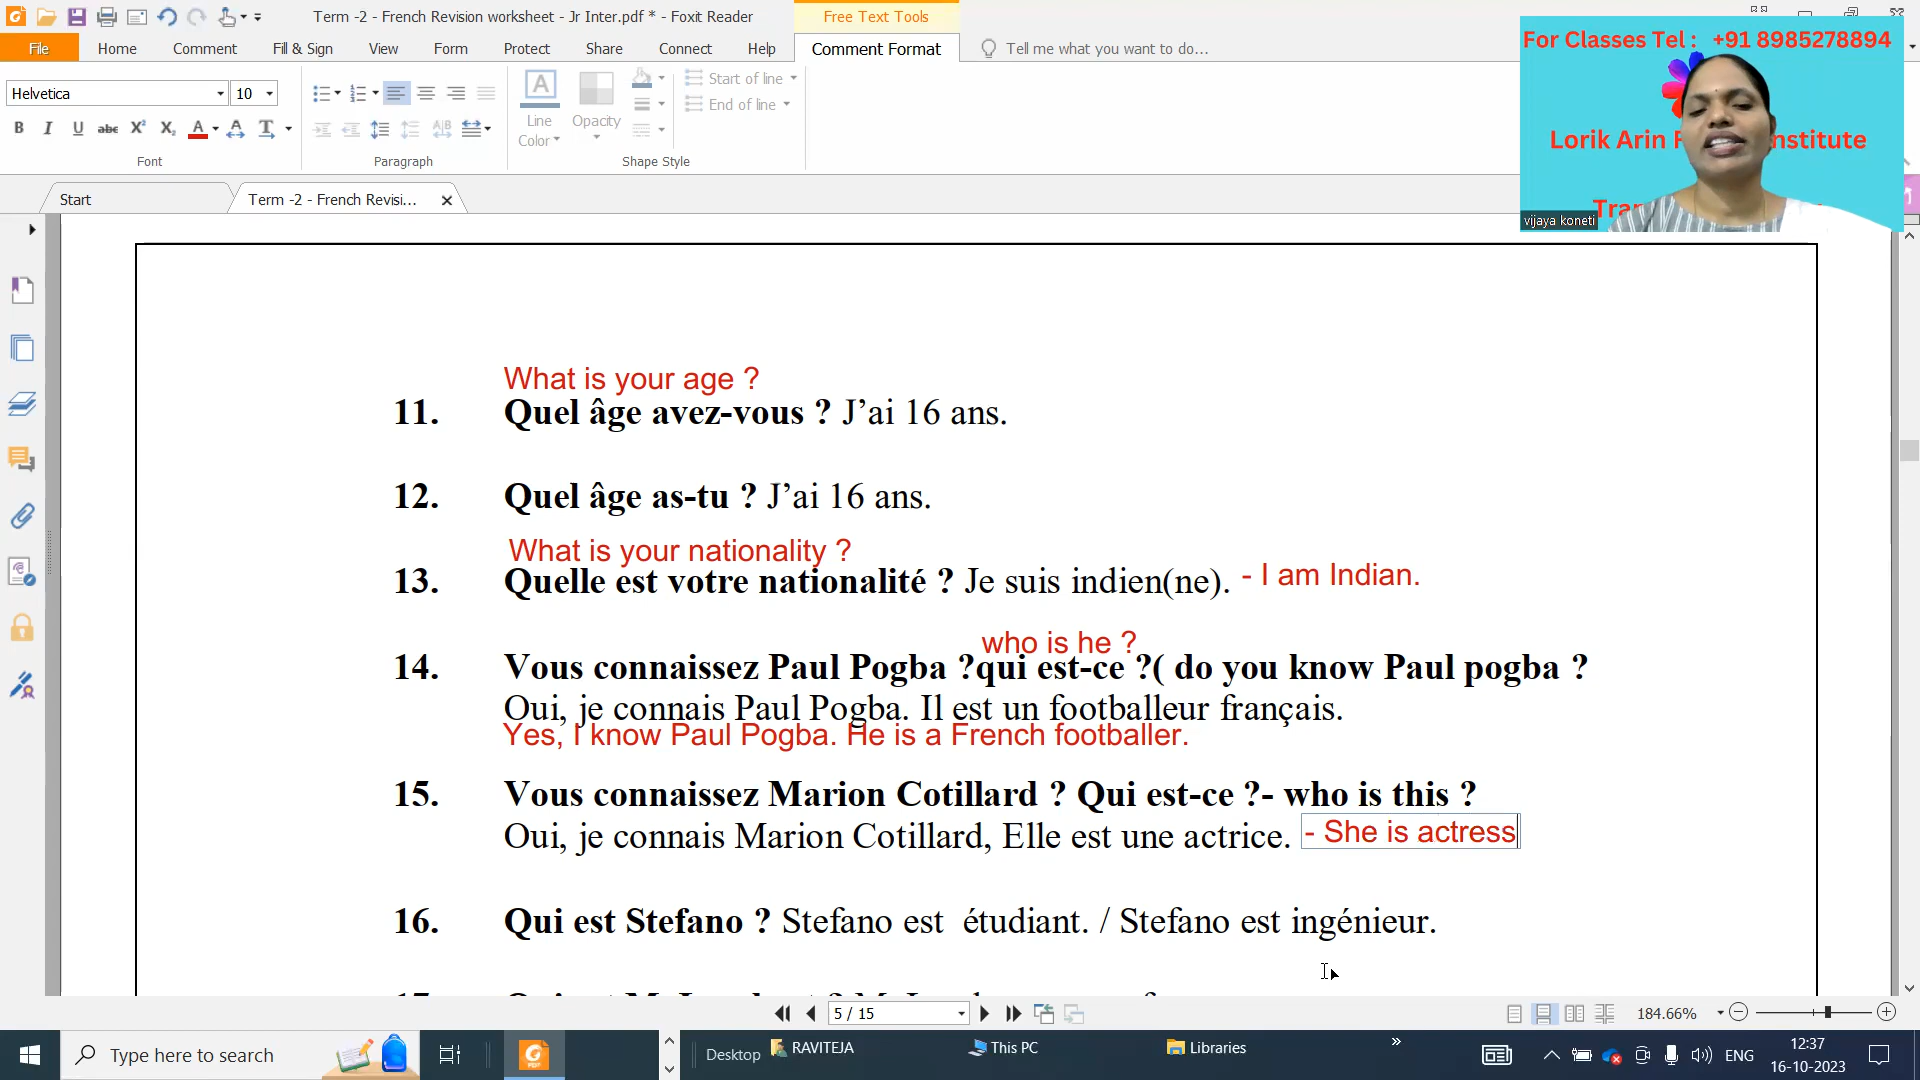 Term -2 - French Revision worksheet - Jr Inter.pdf * - Foxit Reader
Free Text Tools
File Home Comment Fill & Sign View Form Protect Share Connect Help Comment Format Tell me what you want to do...
For Classes Tel : +91 8985278894
Helvetica 10
Start of line
End of line
B I U abc X² X₂ A A T
Line Color
Opacity
Font Paragraph Shape Style
Lorik Arin
nstitute
vijaya koneti
Start
Term -2 - French Revisi...
What is your age ?
11. Quel âge avez-vous ? J’ai 16 ans.
12. Quel âge as-tu ? J’ai 16 ans.
What is your nationality ?
13. Quelle est votre nationalité ? Je suis indien(ne). - I am Indian.
who is he ?
14. Vous connaissez Paul Pogba ?qui est-ce ?( do you know Paul pogba ?
Oui, je connais Paul Pogba. Il est un footballeur français.
Yes, I know Paul Pogba. He is a French footballer.
15. Vous connaissez Marion Cotillard ? Qui est-ce ?- who is this ?
Oui, je connais Marion Cotillard, Elle est une actrice. - She is actress
16. Qui est Stefano ? Stefano est  étudiant. / Stefano est ingénieur.
5 / 15
184.66%
Type here to search
Desktop
RAVITEJA
This PC
Libraries
ENG
12:37
16-10-2023